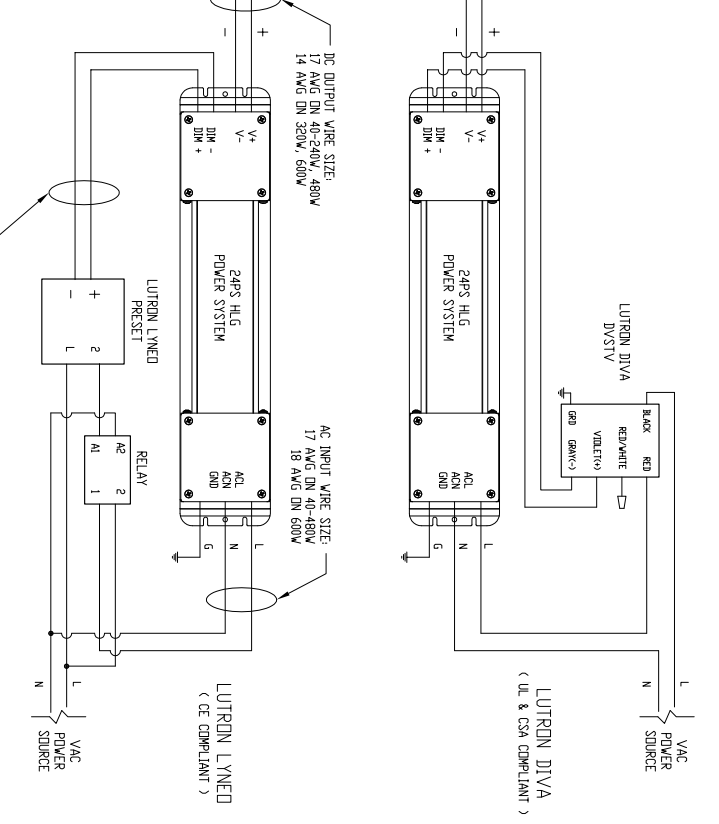 VAC
POWER
SOURCE
L
N
LUTRON DIVA
DVSTV
BLACK
RED
RED/WHITE
VIOLET(+)
GRD
GRAY(-)
LUTRON DIVA
( UL & CSA COMPLIANT )
+
-
V+
V-
DIM -
DIM +
24PS HLG
POWER SYSTEM
ACL
ACN
GND
L
N
G
DC OUTPUT WIRE SIZE:
17 AWG ON 40-240W, 480W
14 AWG ON 320W, 600W
AC INPUT WIRE SIZE:
17 AWG ON 40-480W
18 AWG ON 600W
+
-
V+
V-
DIM -
DIM +
24PS HLG
POWER SYSTEM
ACL
ACN
GND
L
N
G
LUTRON LYNEO
( CE COMPLIANT )
LUTRON LYNEO
PRESET
+
-
2
L
RELAY
A2
A1
2
1
L
N
VAC
POWER
SOURCE